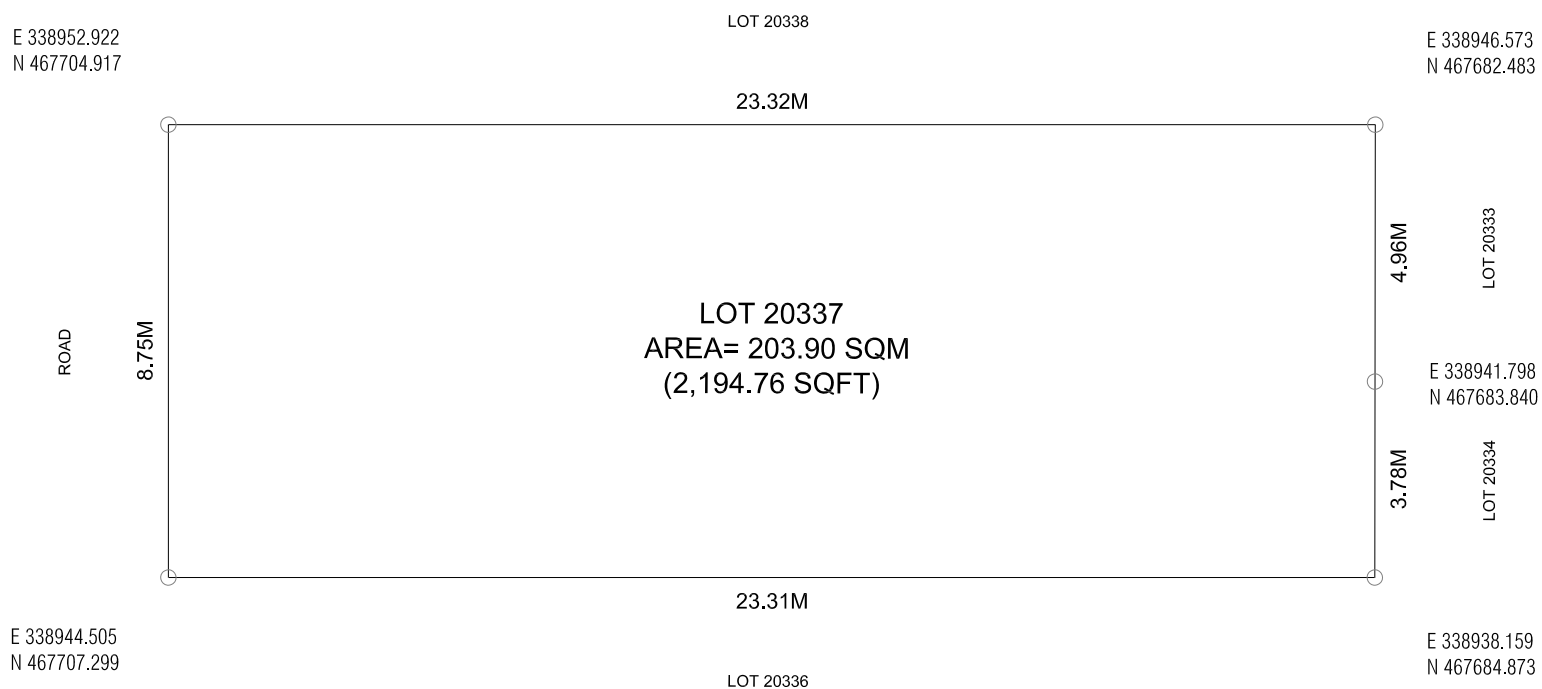 LOT 20338
E 338952.922
N 467704.917
E 338946.573
N 467682.483
23.32M
4.96M
LOT 20333
LOT 20337
AREA= 203.90 SQM
(2,194.76 SQFT)
ROAD
8.75M
E 338941.798
N 467683.840
3.78M
LOT 20334
23.31M
E 338944.505
N 467707.299
E 338938.159
N 467684.873
LOT 20336